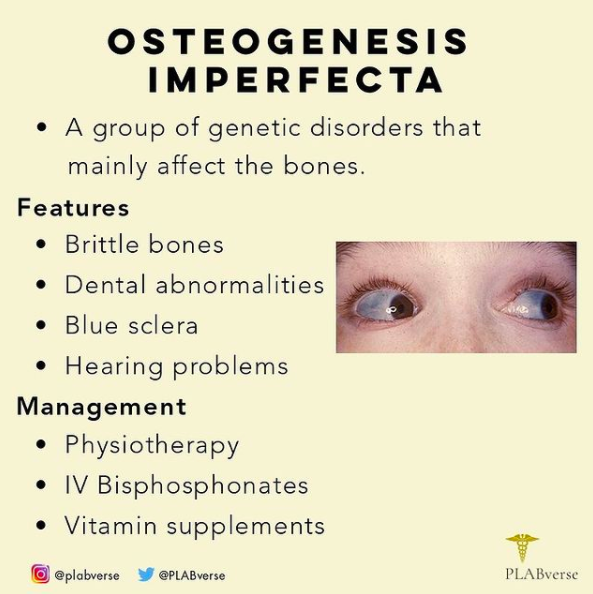 OSTEOGENESIS
IMPERFECTA
• A group of genetic disorders that
mainly affect the bones.
Features
• Brittle bones
• Dental abnormalities
• Blue sclera
• Hearing problems
Management
• Physiotherapy
• IV Bisphosphonates
• Vitamin supplements
@plabverse @PLABverse
PLABverse